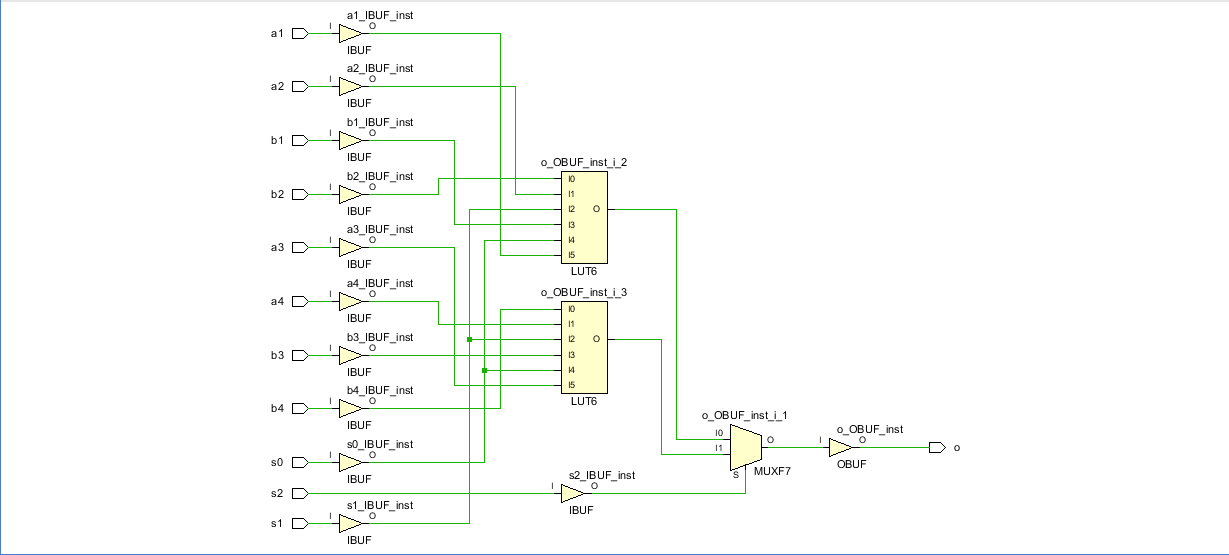 a1_IBUF_inst
a1 I O
IBUF
a2_IBUF_inst
a2 I O
IBUF
b1_IBUF_inst
b1 I O
IBUF
b2_IBUF_inst
b2 I O
IBUF
a3_IBUF_inst
a3 I O
IBUF
a4_IBUF_inst
a4 I O
IBUF
b3_IBUF_inst
b3 I O
IBUF
b4_IBUF_inst
b4 I O
IBUF
s0_IBUF_inst
s0 I O
IBUF
s2
s1_IBUF_inst
s1 I O
IBUF
o_OBUF_inst_i_2
I0
I1
I2 O
I3
I4
I5
LUT6
o_OBUF_inst_i_3
I0
I1
I2 O
I3
I4
I5
LUT6
s2_IBUF_inst
I O
IBUF
o_OBUF_inst_i_1
I0 O
I1
S
MUXF7
o_OBUF_inst
I O
OBUF
o